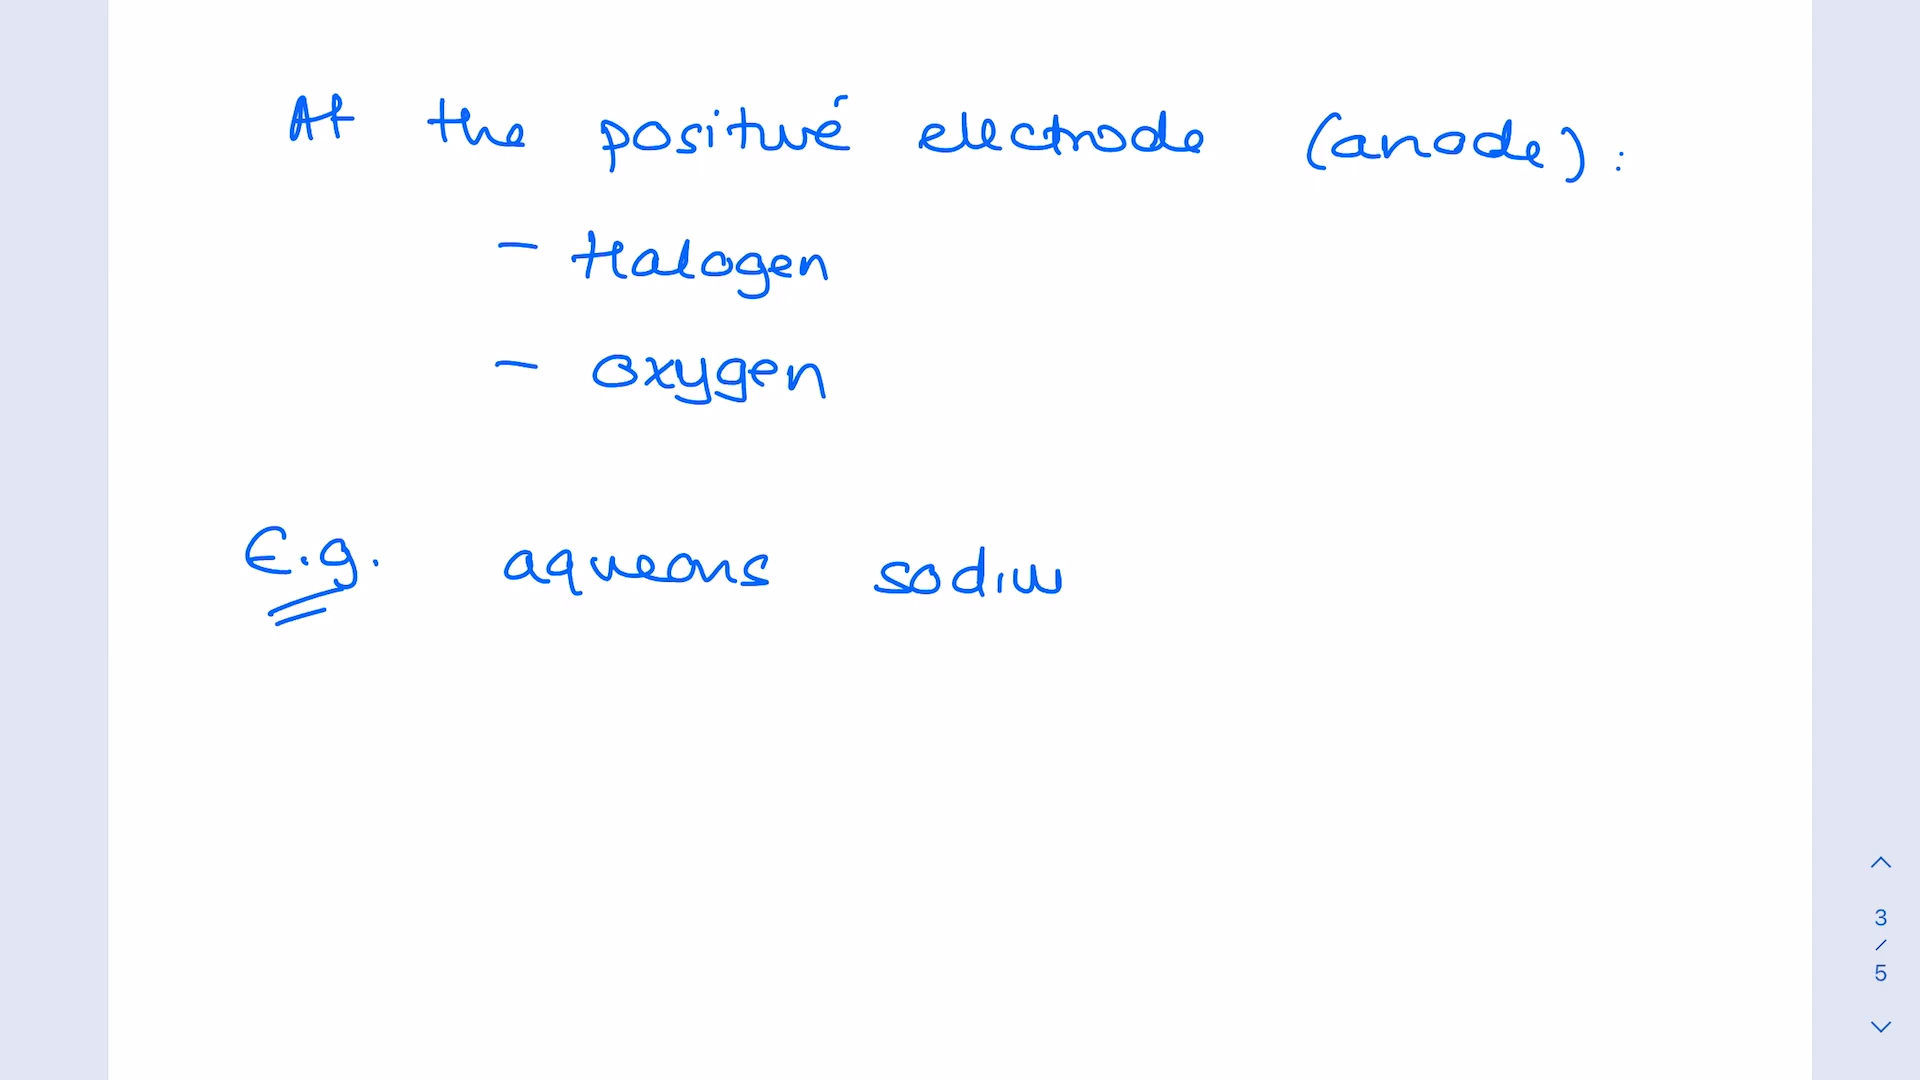 At the positive electrode (anode):
- Halogen
- oxygen
E.g. aqueous sodiu
3
/
5